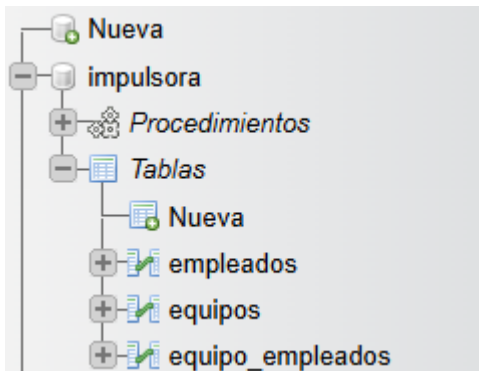 Nueva
impulsora
Procedimientos
Tablas
Nueva
empleados
equipos
equipo_empleados